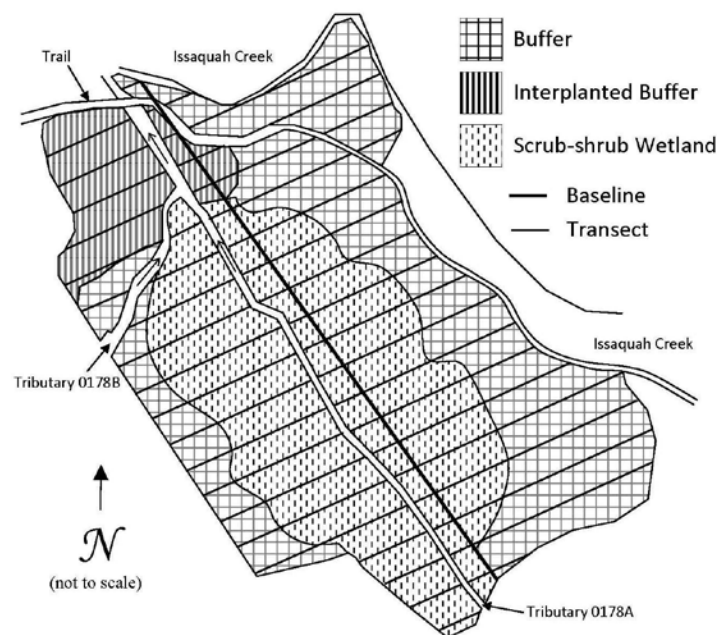 Trail
Issaquah Creek
Buffer
Interplanted Buffer
Scrub-shrub Wetland
Baseline
Transect
Issaquah Creek
Tributary 0178B
N
(not to scale)
Tributary 0178A